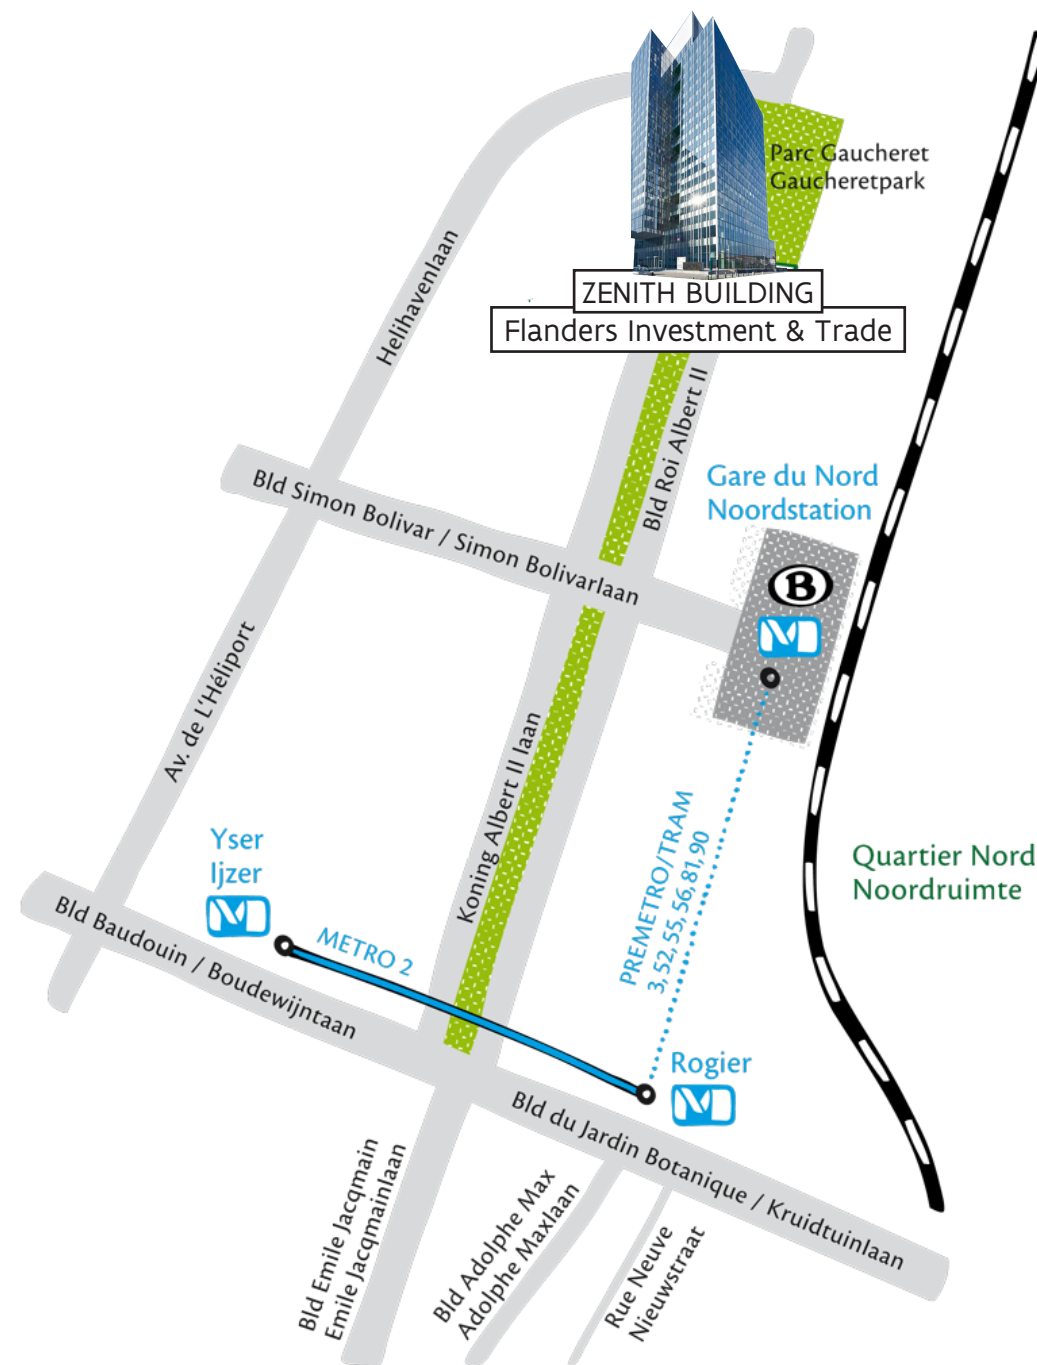 Parc Gaucheret
Gaucheretpark
ZENITH BUILDING
Flanders Investment & Trade
Helihavenlaan
Bld Roi Albert II
Gare du Nord
Noordstation
B
M
Bld Simon Bolivar / Simon Bolivarlaan
Av. de L'Héliport
Koning Albert II laan
PREMETRO/TRAM
3, 52, 55, 56, 81, 90
Yser
Ijzer
M
METRO 2
Quartier Nord
Noordruimte
Bld Baudouin / Boudewijntaan
Rogier
M
Bld du Jardin Botanique / Kruidtuinlaan
Bld Emile Jacqmain
Emile Jacqmainlaan
Bld Adolphe Max
Adolphe Maxlaan
Rue Neuve
Nieuwstraat